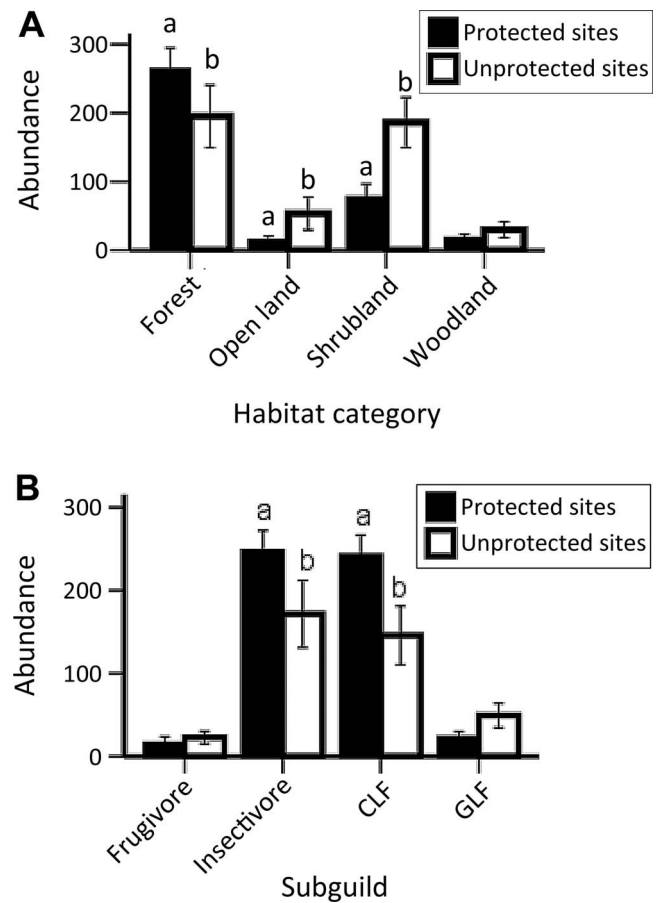 A
300
200
100
0
Abundance
a
b
a
b
a
b
Protected sites
Unprotected sites
Forest
Open land
Shrubland
Woodland
Habitat category
B
300
200
100
0
Abundance
a
b
a
b
Protected sites
Unprotected sites
Frugivore
Insectivore
CLF
GLF
Subguild